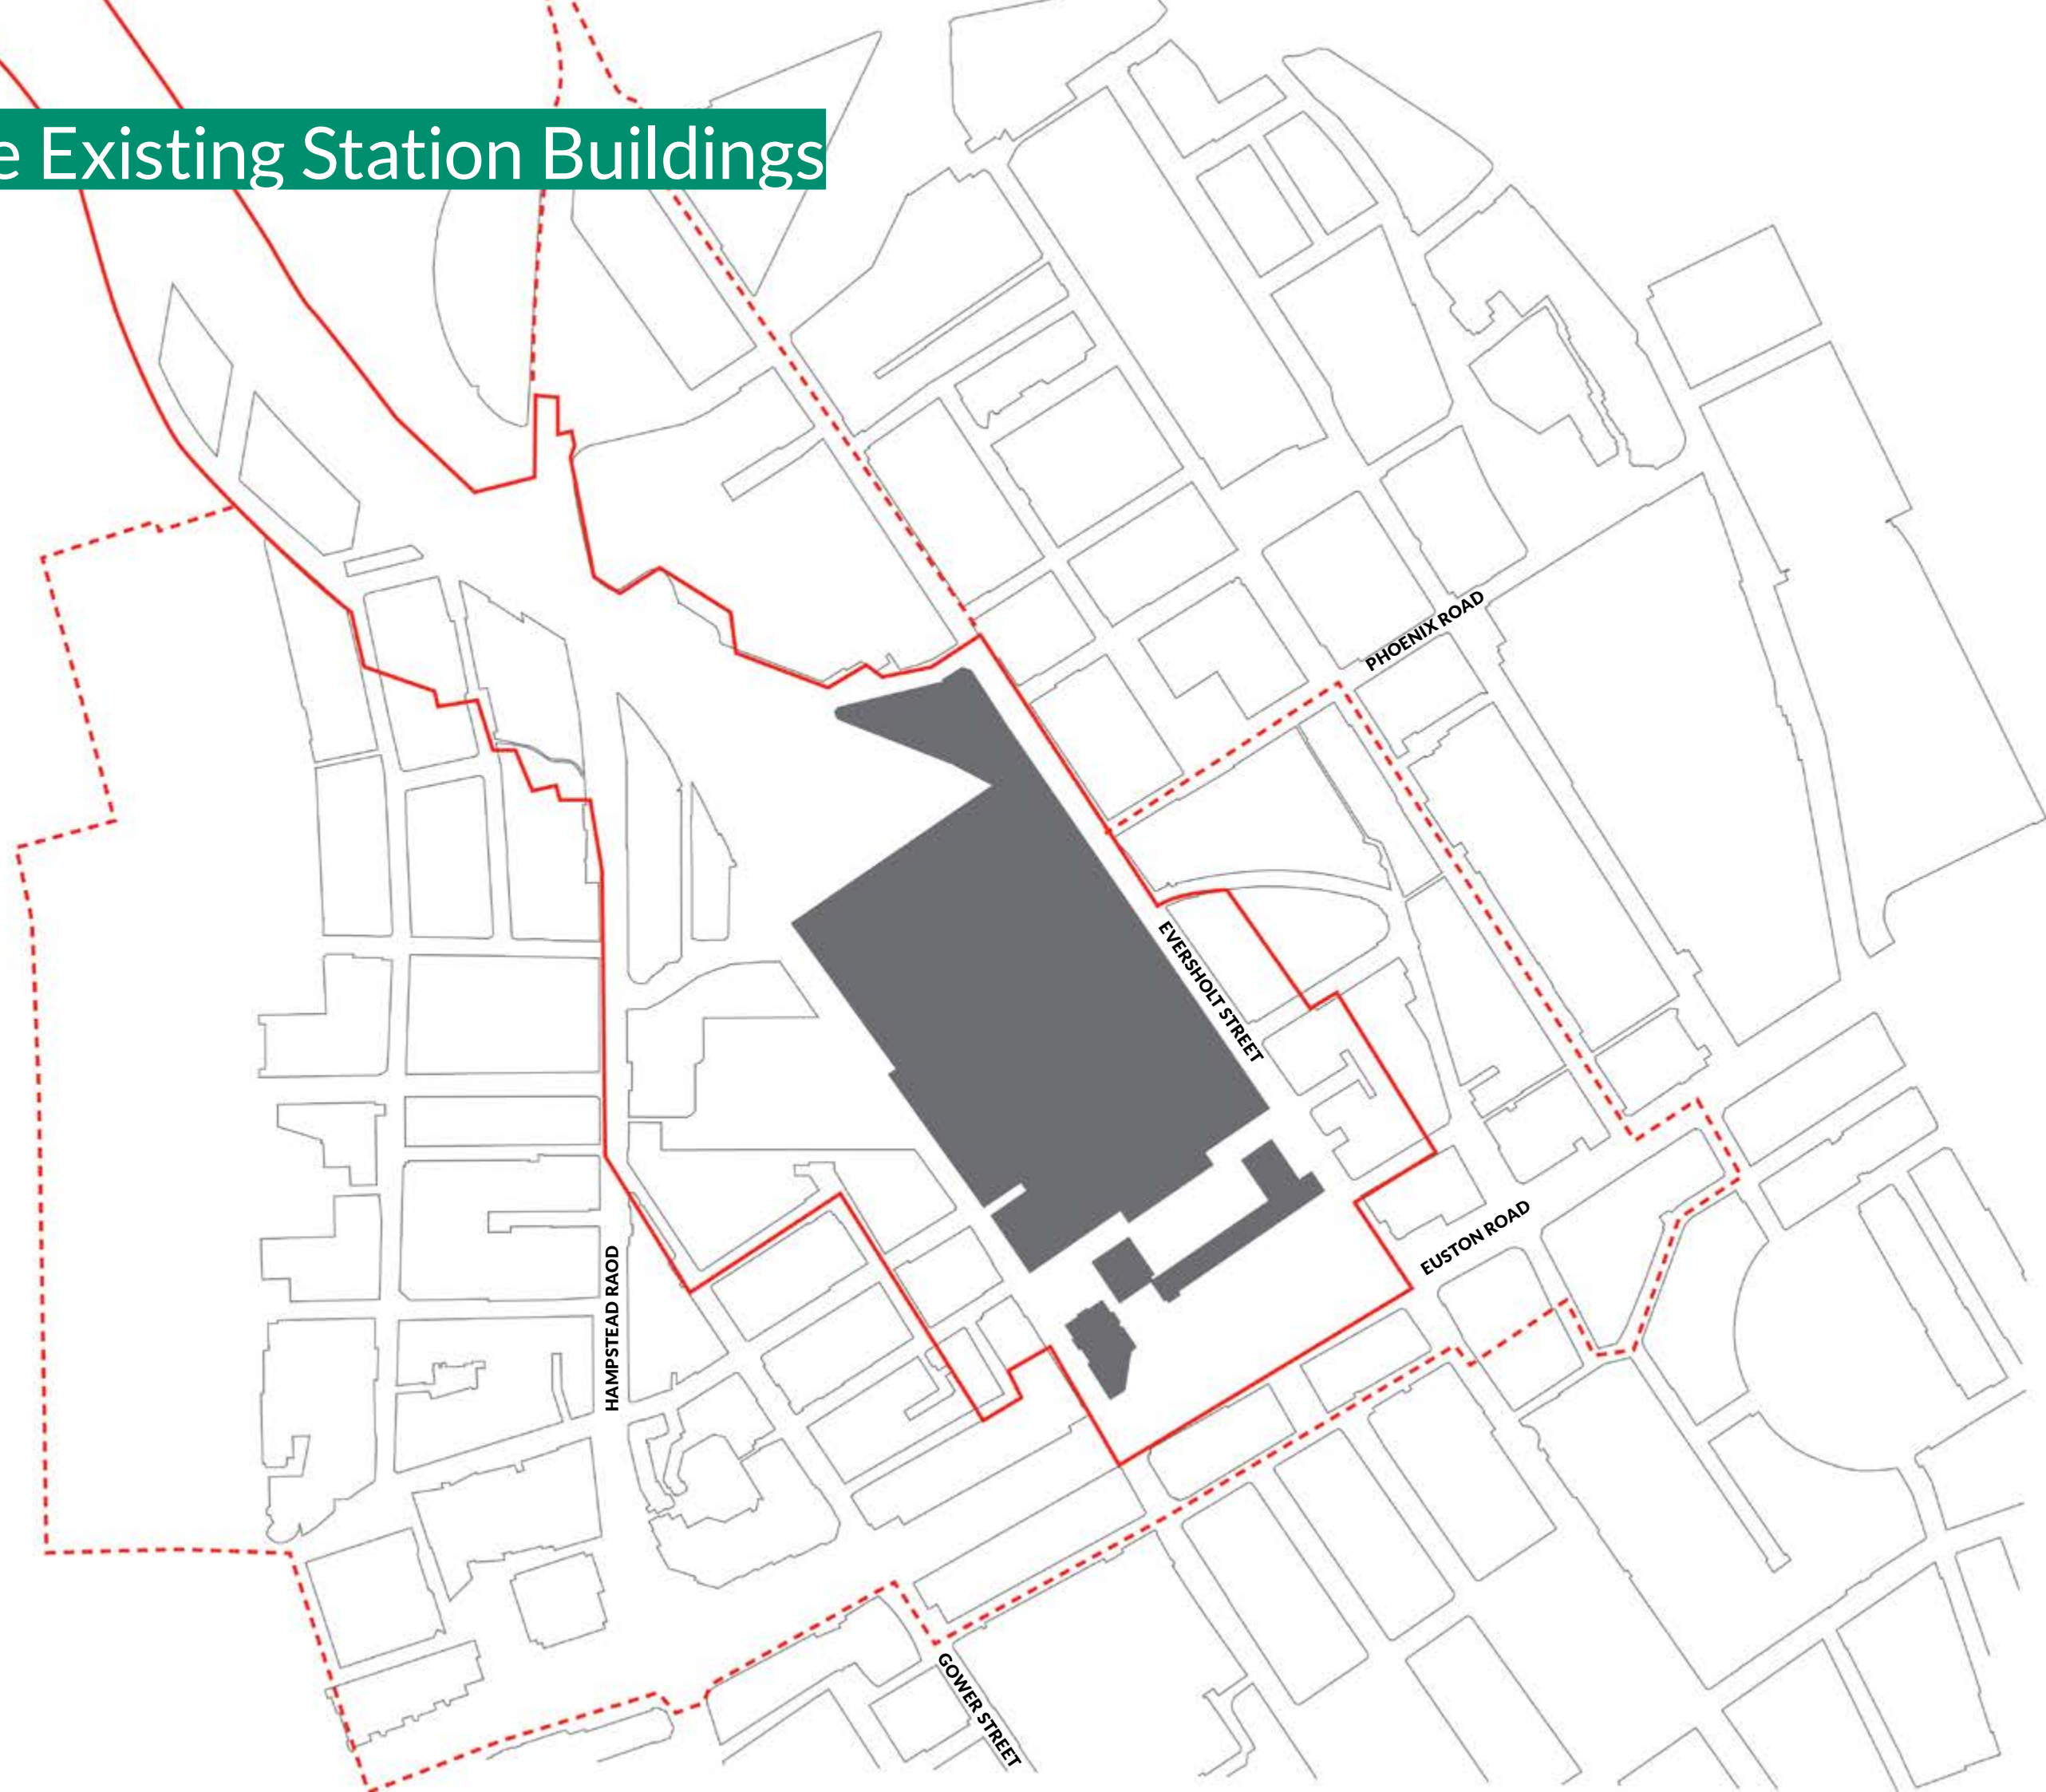 e Existing Station Buildings
PHOENIX ROAD
EVERSHOLT STREET
EUSTON ROAD
HAMPSTEAD RAOD
GOWER STREET